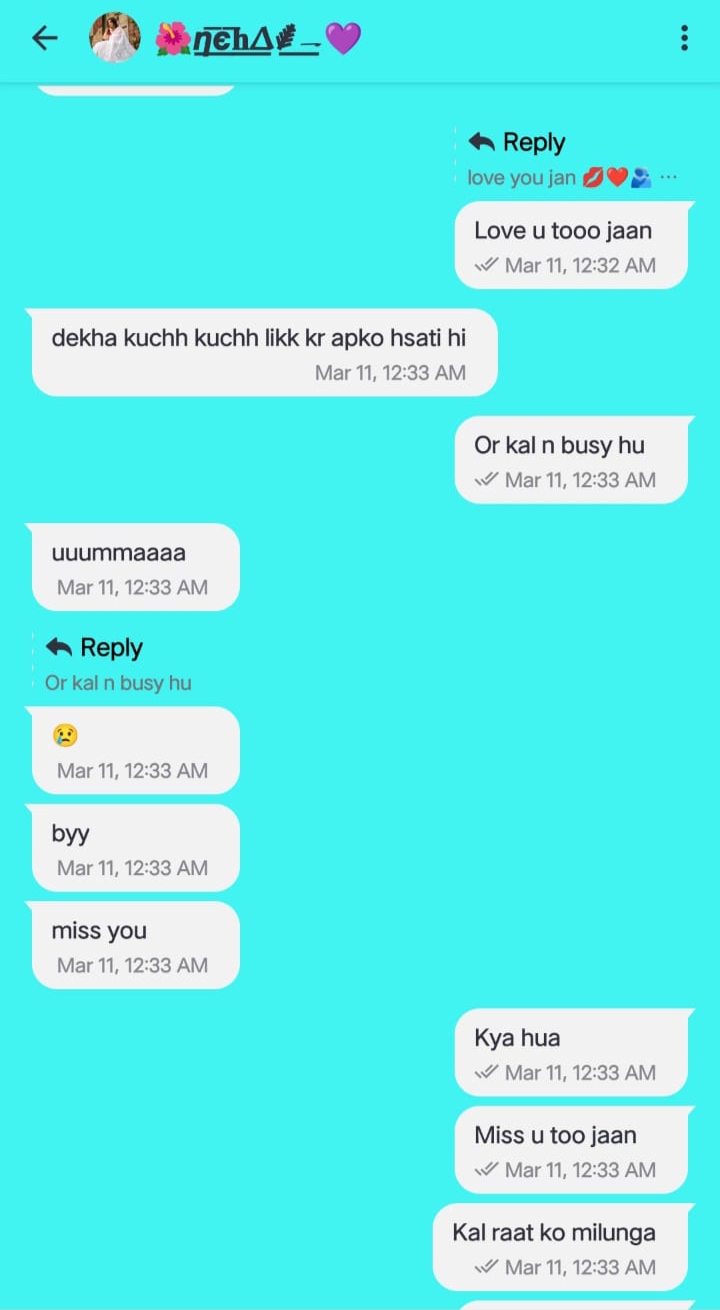 🌺η̅є̅hΔ🌿_💜
Reply
love you jan 💋❤️🫂 ...
Love u tooo jaan
Mar 11, 12:32 AM
dekha kuchh kuchh likk kr apko hsati hi
Mar 11, 12:33 AM
Or kal n busy hu
Mar 11, 12:33 AM
uuummaaaa
Mar 11, 12:33 AM
Reply
Or kal n busy hu
😢
Mar 11, 12:33 AM
byy
Mar 11, 12:33 AM
miss you
Mar 11, 12:33 AM
Kya hua
Mar 11, 12:33 AM
Miss u too jaan
Mar 11, 12:33 AM
Kal raat ko milunga
Mar 11, 12:33 AM